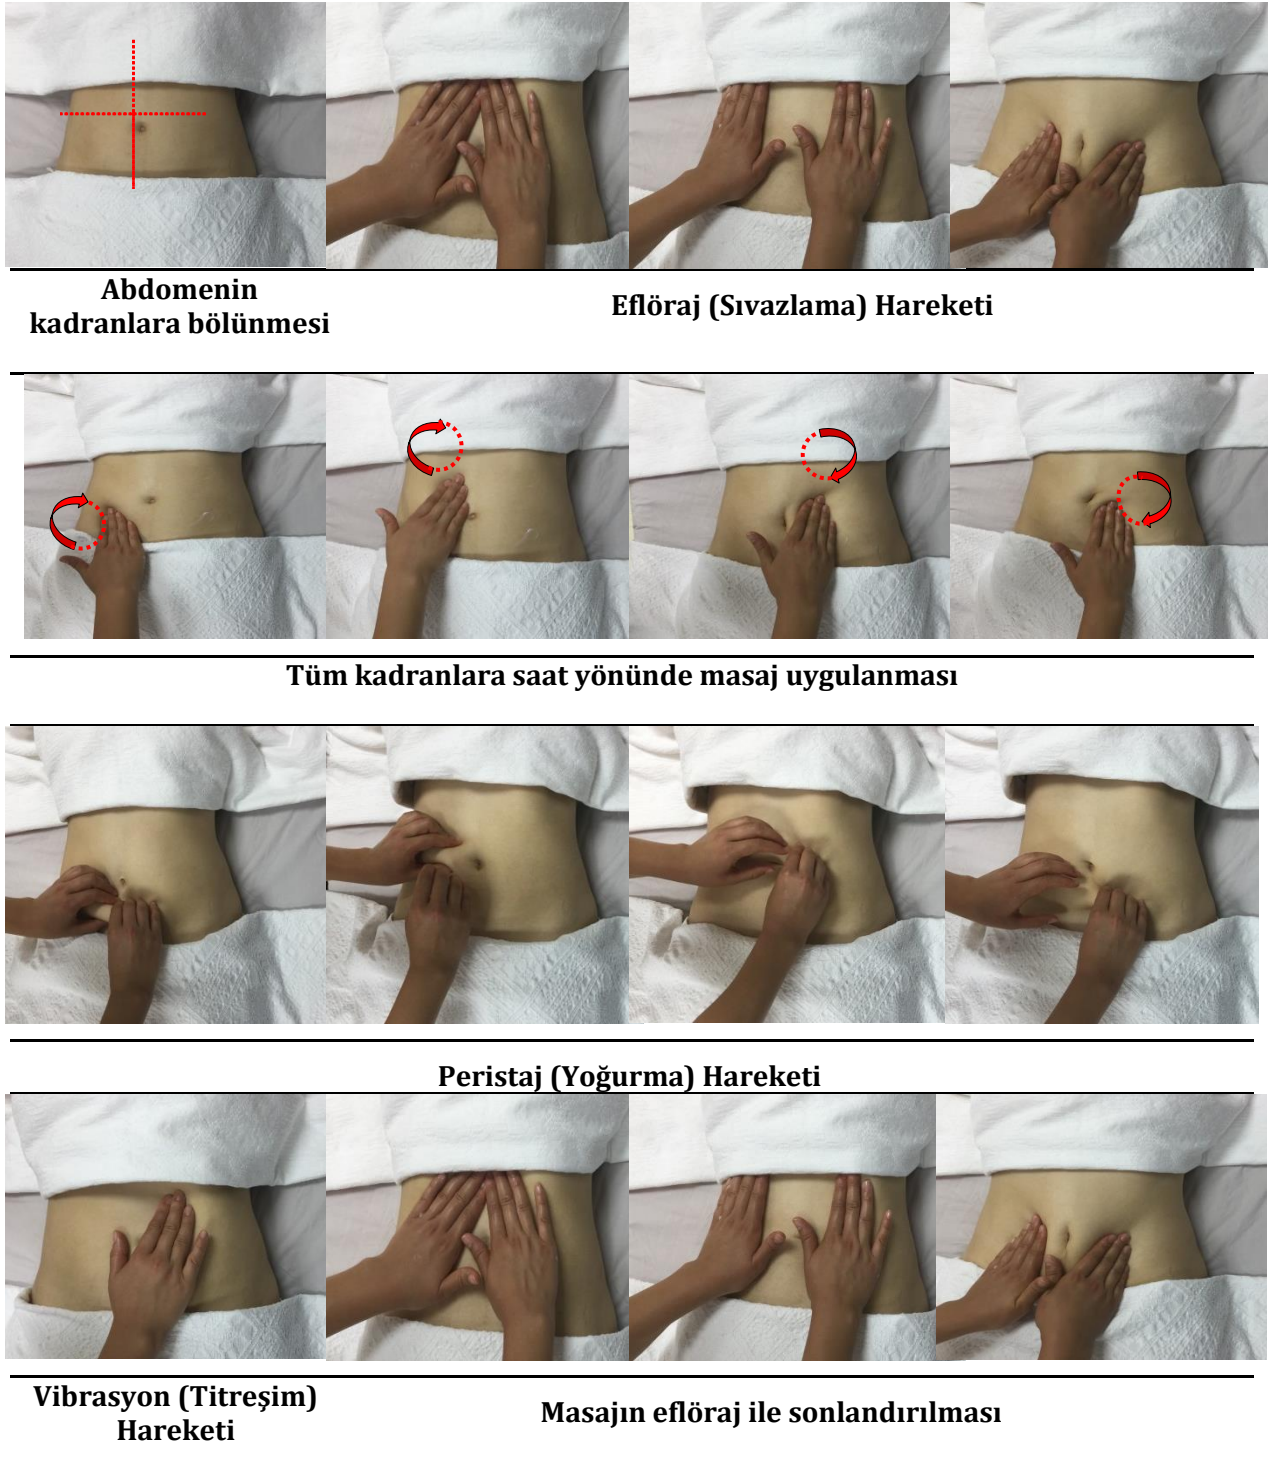 Abdomenin
kadranlara bölünmesi
Eflöraj (Sıvazlama) Hareketi
Tüm kadranlara saat yönünde masaj uygulanması
Peristaj (Yoğurma) Hareketi
Vibrasyon (Titreşim)
Hareketi
Masajın eflöraj ile sonlandırılması